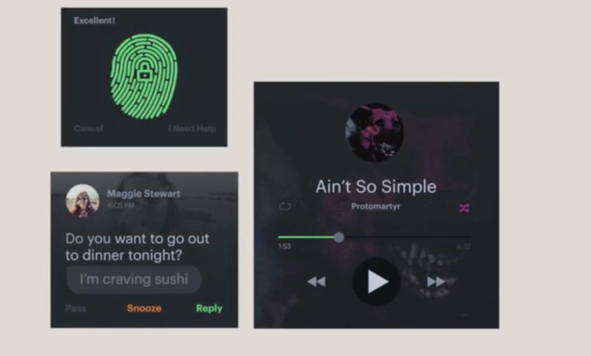 Excellent!
Cancel
I Need Help
Maggie Stewart
6:05 PM
Do you want to go out
to dinner tonight?
I'm craving sushi
Pass
Snooze
Reply
Ain't So Simple
Protomartyr
1:53
4:32